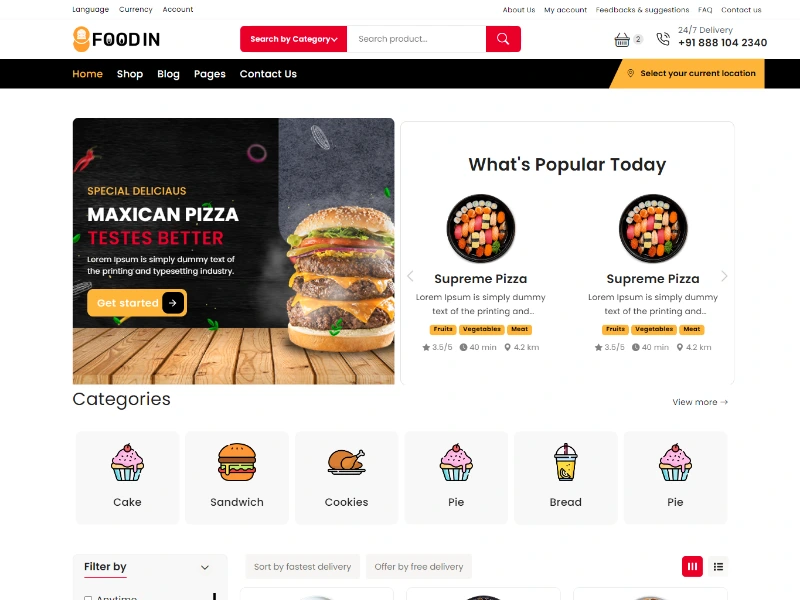 Language Currency Account
About Us My account Feedbacks & suggestions FAQ Contact us
FOODIN
Search by Category
Search product...
2
24/7 Delivery
+91 888 104 2340
Home Shop Blog Pages Contact Us
Select your current location
SPECIAL DELICIAUS
MAXICAN PIZZA
TESTES BETTER
Lorem Ipsum is simply dummy text of
the printing and typesetting industry.
Get started
What's Popular Today
Supreme Pizza
Lorem Ipsum is simply dummy
text of the printing and...
Fruits Vegetables Meat
3.5/5 40 min 4.2 km
Supreme Pizza
Lorem Ipsum is simply dummy
text of the printing and...
Fruits Vegetables Meat
3.5/5 40 min 4.2 km
Categories
View more
Cake
Sandwich
Cookies
Pie
Bread
Pie
Filter by
Sort by fastest delivery
Offer by free delivery
Anytime